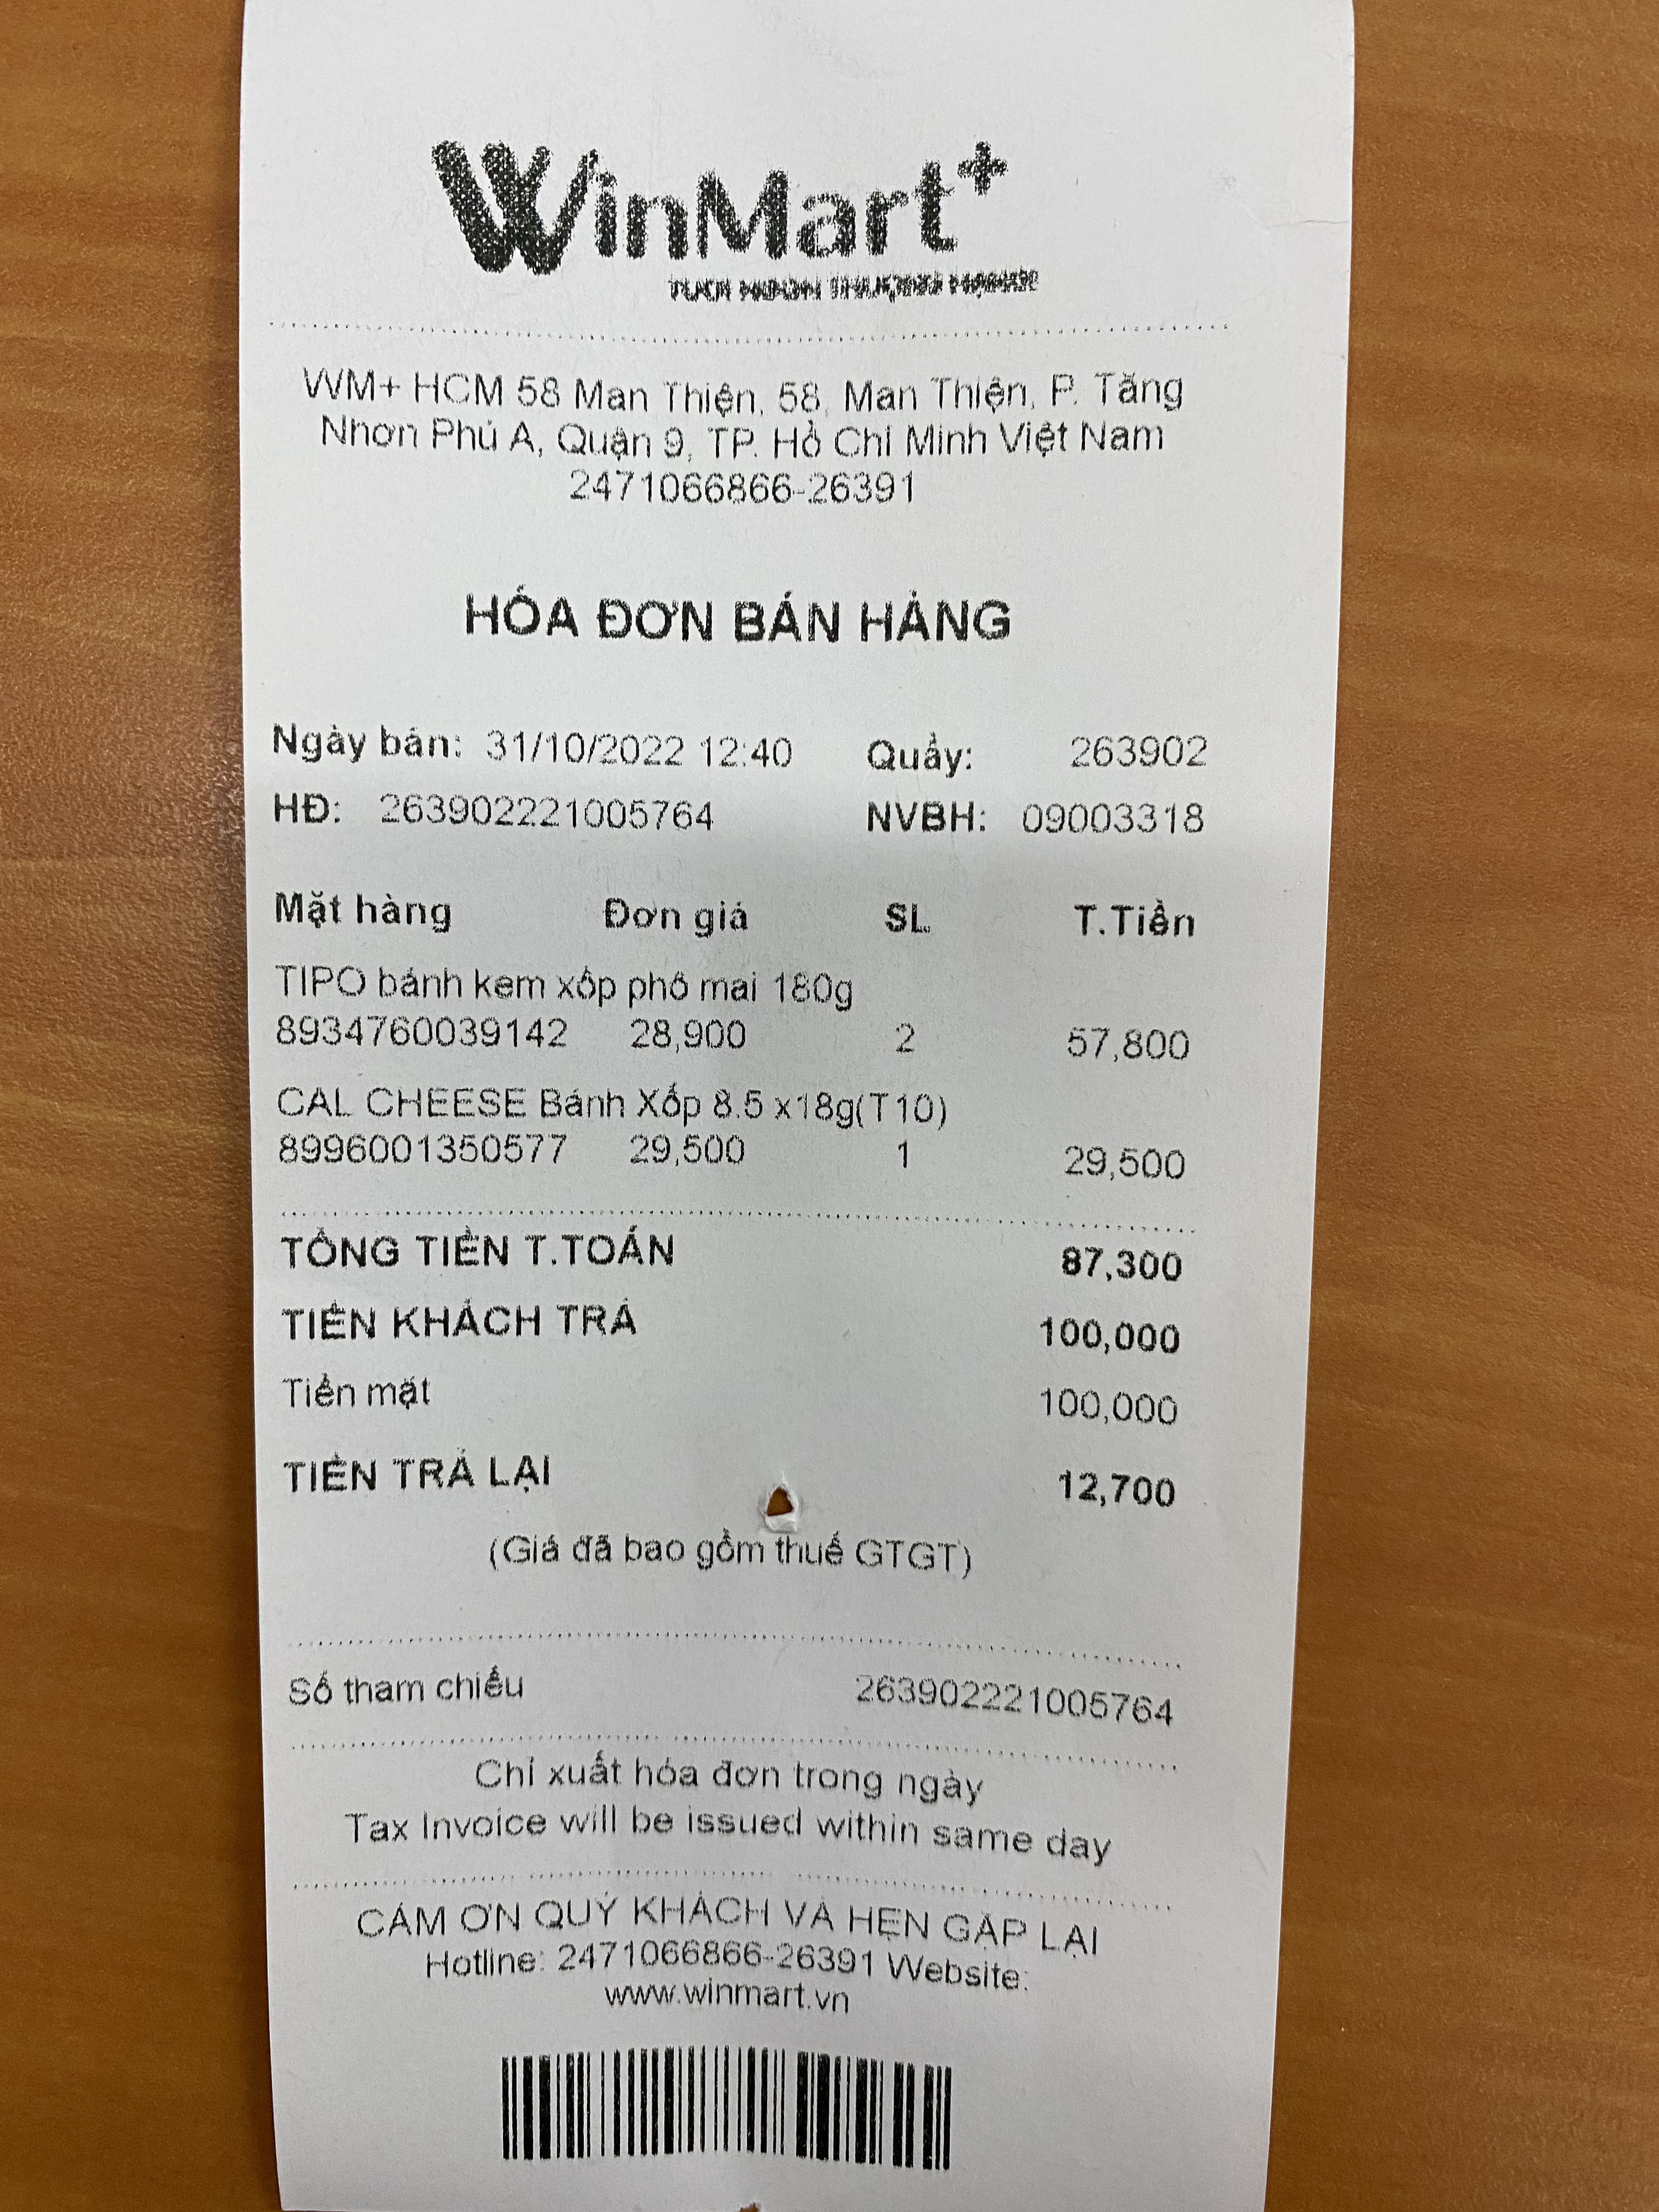 WinMart+
WM+ HCM 58 Man Thiện, 58, Man Thiện, P. Tăng
Nhơn Phú A, Quận 9, TP. Hồ Chí Minh Việt Nam
2471066866-26391
HÓA ĐƠN BÁN HÀNG
Ngày bán: 31/10/2022 12:40 Quầy: 263902
HĐ: 263902221005764 NVBH: 09003318
Mặt hàng Đơn giá SL T.Tiền
TIPO bánh kem xốp phô mai 180g
8934760039142 28,900 2 57,800
CAL CHEESE Bánh Xốp 8.5 x18g(T10)
8996001350577 29,500 1 29,500
TỔNG TIỀN T.TOÁN 87,300
TIỀN KHÁCH TRẢ 100,000
Tiền mặt 100,000
TIỀN TRẢ LẠI 12,700
(Giá đã bao gồm thuế GTGT)
Số tham chiếu 263902221005764
Chỉ xuất hóa đơn trong ngày
Tax Invoice will be issued within same day
CẢM ƠN QUÝ KHÁCH VÀ HẸN GẶP LẠI
Hotline: 2471066866-26391 Website:
www.winmart.vn